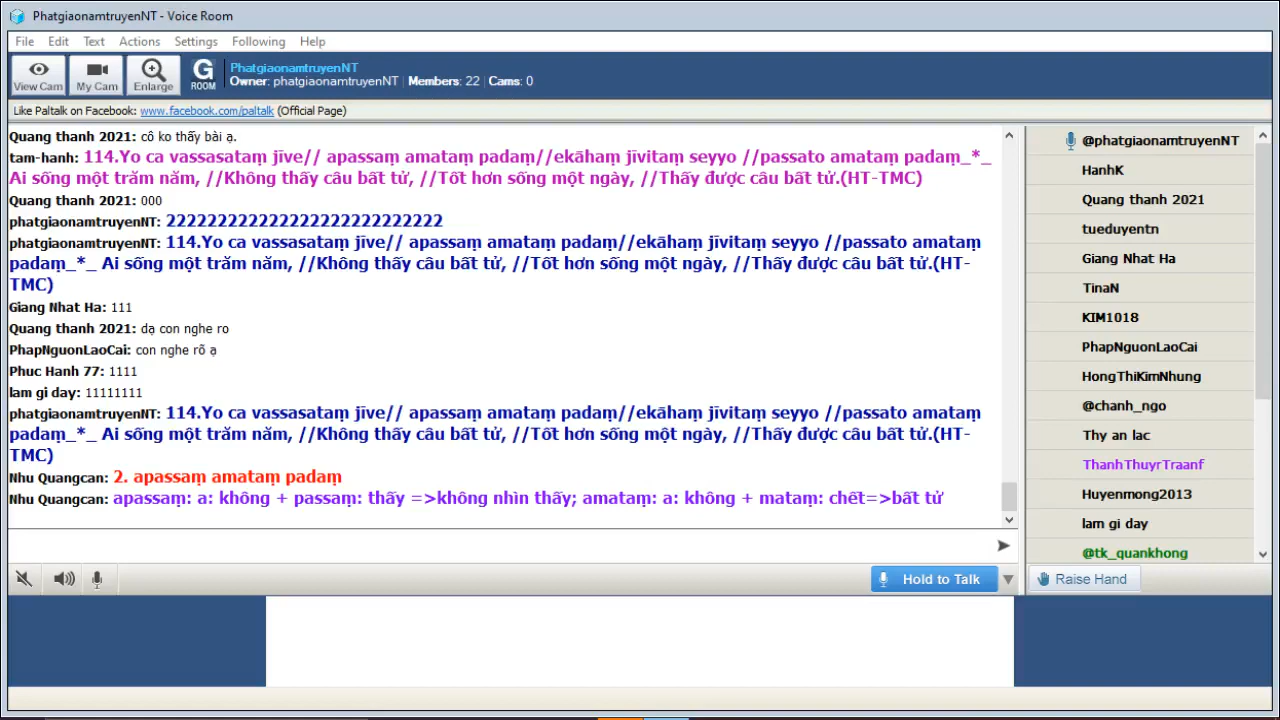 PhatgiaonamtruyenNT - Voice Room
File Edit Text Actions Settings Following Help
View Cam My Cam Enlarge G ROOM
PhatgiaonamtruyenNT
Owner: phatgiaonamtruyenNT Members: 22 Cams: 0
Like Paltalk on Facebook: www.facebook.com/paltalk (Official Page)
Quang thanh 2021: cô ko thấy bài ạ.
tam-hanh: 114.Yo ca vassasataṃ jīve// apassaṃ amataṃ padaṃ//ekāhaṃ jīvitaṃ seyyo //passato amataṃ padaṃ_*_
Ai sống một trăm năm, //Không thấy câu bất tử, //Tốt hơn sống một ngày, //Thấy được câu bất tử.(HT-TMC)
Quang thanh 2021: 000
phatgiaonamtruyenNT: 222222222222222222222222222
phatgiaonamtruyenNT: 114.Yo ca vassasataṃ jīve// apassaṃ amataṃ padaṃ//ekāhaṃ jīvitaṃ seyyo //passato amataṃ
padaṃ_*_ Ai sống một trăm năm, //Không thấy câu bất tử, //Tốt hơn sống một ngày, //Thấy được câu bất tử.(HT-
TMC)
Giang Nhat Ha: 111
Quang thanh 2021: dạ con nghe ro
PhapNguonLaoCai: con nghe rõ ạ
Phuc Hanh 77: 1111
lam gi day: 11111111
phatgiaonamtruyenNT: 114.Yo ca vassasataṃ jīve// apassaṃ amataṃ padaṃ//ekāhaṃ jīvitaṃ seyyo //passato amataṃ
padaṃ_*_ Ai sống một trăm năm, //Không thấy câu bất tử, //Tốt hơn sống một ngày, //Thấy được câu bất tử.(HT-
TMC)
Nhu Quangcan: 2. apassaṃ amataṃ padaṃ
Nhu Quangcan: apassaṃ: a: không + passaṃ: thấy =>không nhìn thấy; amataṃ: a: không + mataṃ: chết=>bất tử
@phatgiaonamtruyenNT
HanhK
Quang thanh 2021
tueduyentn
Giang Nhat Ha
TinaN
KIM1018
PhapNguonLaoCai
HongThiKimNhung
@chanh_ngo
Thy an lac
ThanhThuyrTraanf
Huyenmong2013
lam gi day
@tk_quankhong
Hold to Talk
Raise Hand